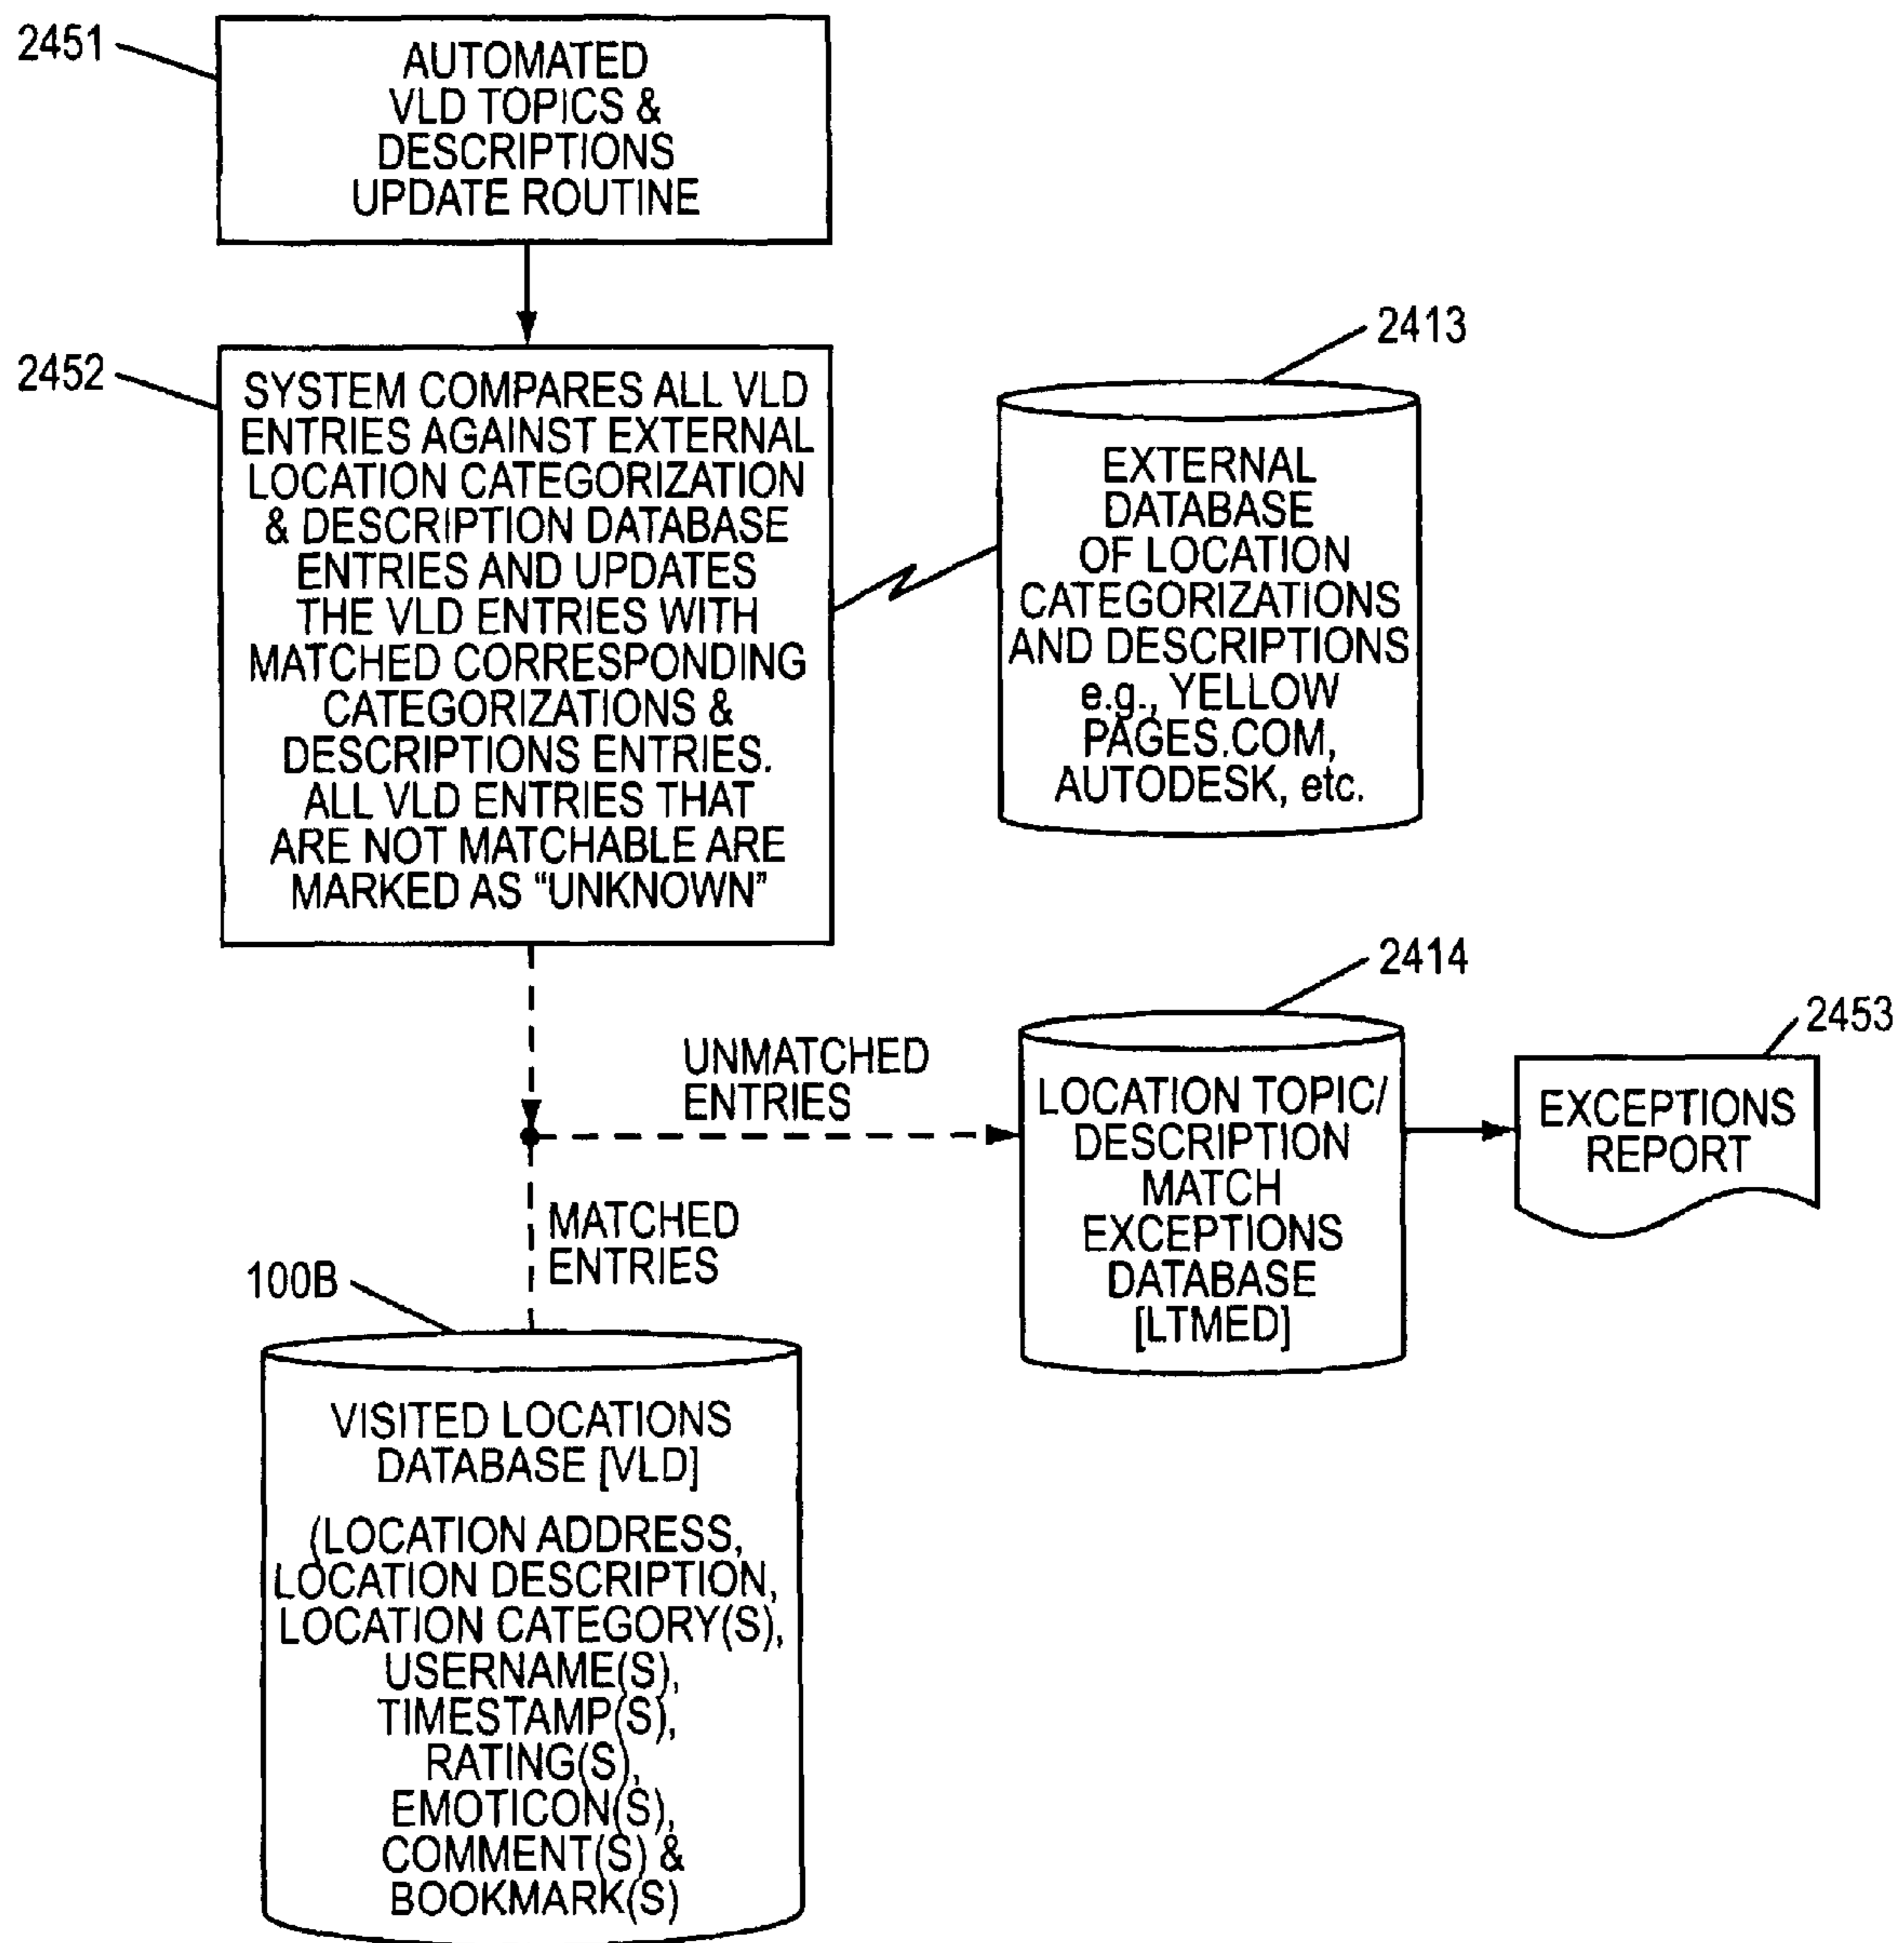 2451
AUTOMATED
VLD TOPICS &
DESCRIPTIONS
UPDATE ROUTINE
2452
SYSTEM COMPARES ALL VLD
ENTRIES AGAINST EXTERNAL
LOCATION CATEGORIZATION
& DESCRIPTION DATABASE
ENTRIES AND UPDATES
THE VLD ENTRIES WITH
MATCHED CORRESPONDING
CATEGORIZATIONS &
DESCRIPTIONS ENTRIES.
ALL VLD ENTRIES THAT
ARE NOT MATCHABLE ARE
MARKED AS “UNKNOWN”
2413
EXTERNAL
DATABASE
OF LOCATION
CATEGORIZATIONS
AND DESCRIPTIONS
e.g., YELLOW
PAGES.COM,
AUTODESK, etc.
UNMATCHED
ENTRIES
2414
LOCATION TOPIC/
DESCRIPTION
MATCH
EXCEPTIONS
DATABASE
[LTMED]
2453
EXCEPTIONS
REPORT
MATCHED
ENTRIES
100B
VISITED LOCATIONS
DATABASE [VLD]
(LOCATION ADDRESS,
LOCATION DESCRIPTION,
LOCATION CATEGORY(S),
USERNAME(S),
TIMESTAMP(S),
RATING(S),
EMOTICON(S),
COMMENT(S) &
BOOKMARK(S)